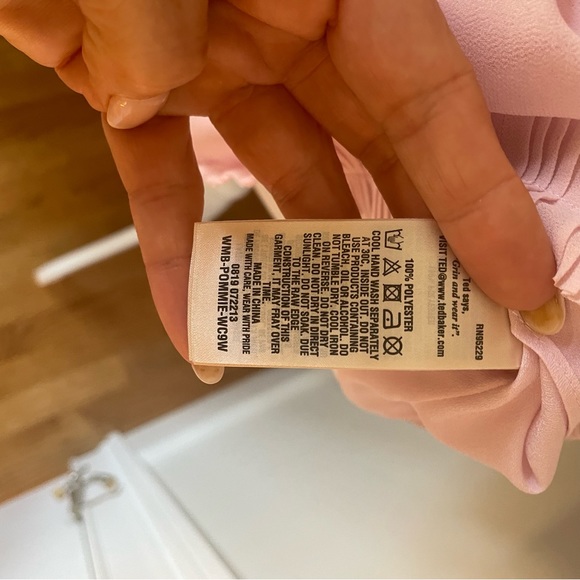 RN95229
Ted says,
"Grin and wear it".
VISIT TED@www.tedbaker.com
100% POLYESTER
COOL HAND WASH SEPARATELY
AT 30C. INSIDE OUT. DO NOT
USE PRODUCTS CONTAINING
BLEACH, OIL OR ALCOHOL. DO
NOT TUMBLE DRY. COOL IRON
ON REVERSE. DO NOT DRY
CLEAN. DO NOT DRY IN DIRECT
SUNLIGHT. DO NOT SOAK. DUE
TO THE RAW EDGE
CONSTRUCTION OF THIS
GARMENT, IT MAY FRAY OVER
TIME.
MADE IN CHINA
MADE WITH CARE, WEAR WITH PRIDE
0619 072213
WMB-POMMIE-WC9W